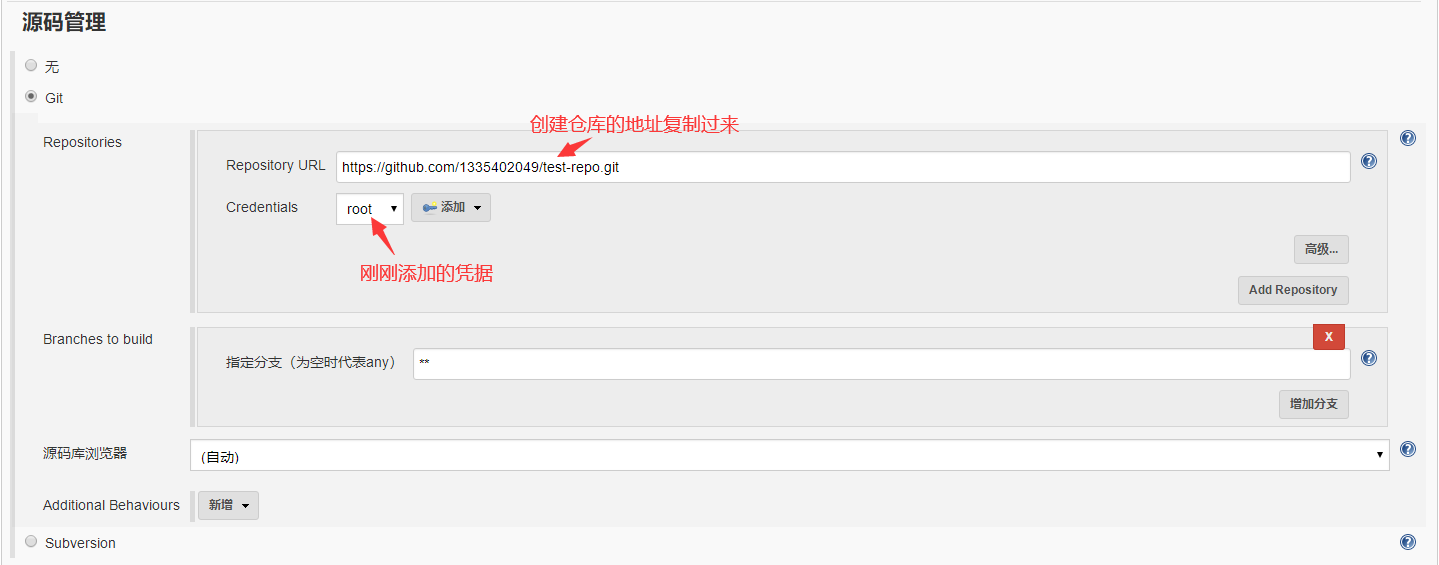 源码管理
无
Git
创建仓库的地址复制过来
Repositories
Repository URL https://github.com/1335402049/test-repo.git
Credentials root 添加
刚刚添加的凭据
高级...
Add Repository
Branches to build
X
指定分支（为空时代表any） **
增加分支
源码库浏览器 (自动)
Additional Behaviours 新增
Subversion